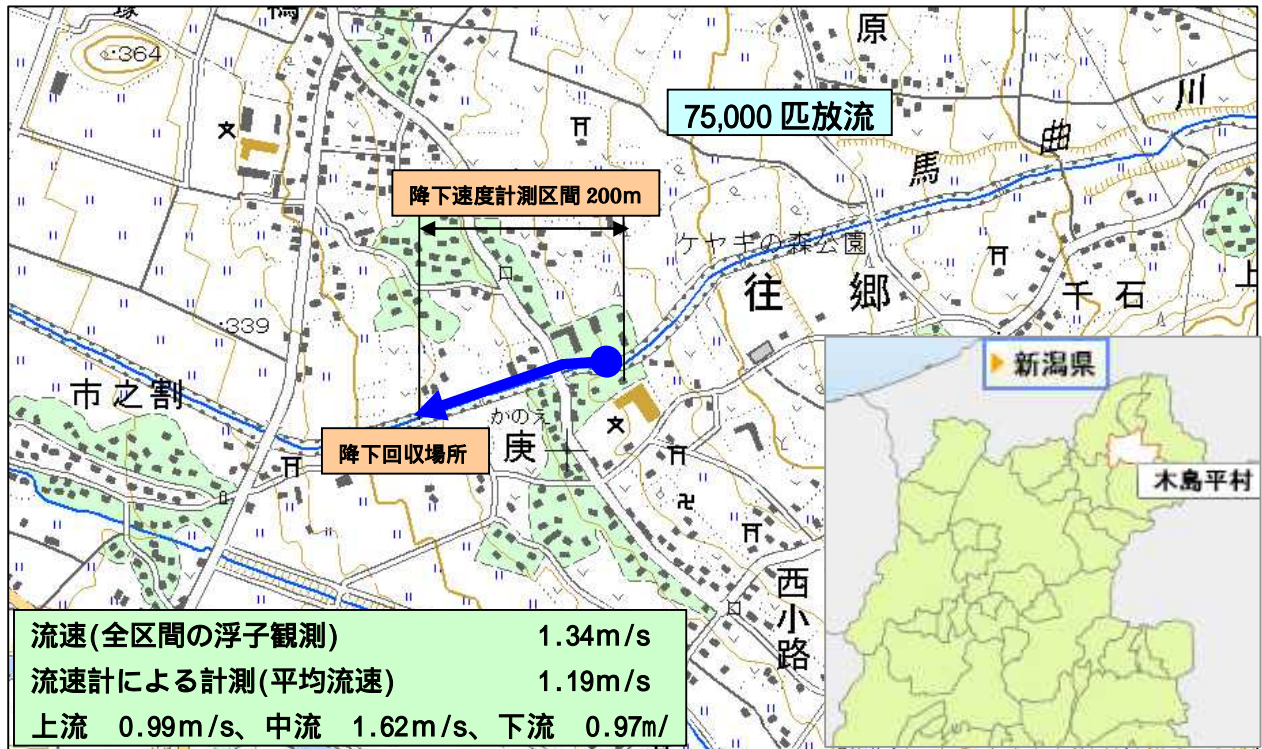 ・364
原
75,000 匹放流
川
曲
馬
降下速度計測区間 200m
ケヤキの森公園
往郷
千石
上
・339
新潟県
市之割
かのえ
庚
降下回収場所
木島平村
西小路
流速(全区間の浮子観測) 1.34m/s
流速計による計測(平均流速) 1.19m/s
上流 0.99m/s、中流 1.62m/s、下流 0.97m/